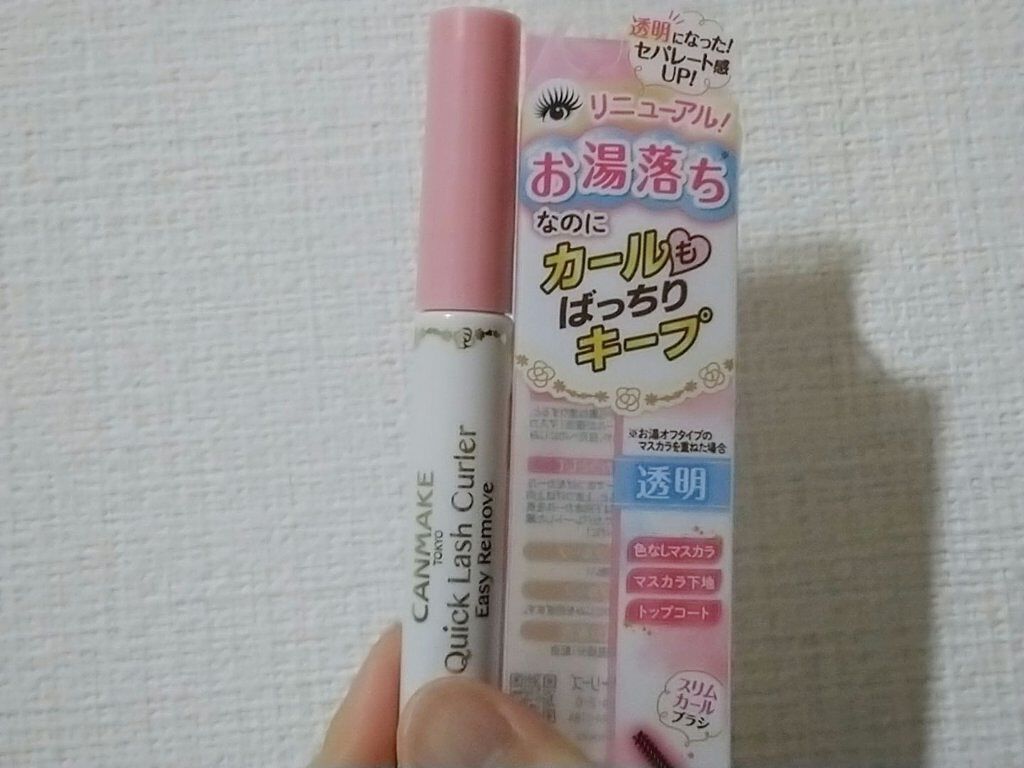 CANMAKE
TOKYO
Quick Lash Curler
Easy Remove
透明になった!
セパレート感
UP!
リニューアル!
お湯落ち※
なのに
カールも
ばっちり
キープ
※お湯オフタイプの
マスカラを重ねた場合
透明
色なしマスカラ
マスカラ下地
トップコート
スリム
カール
ブラシ